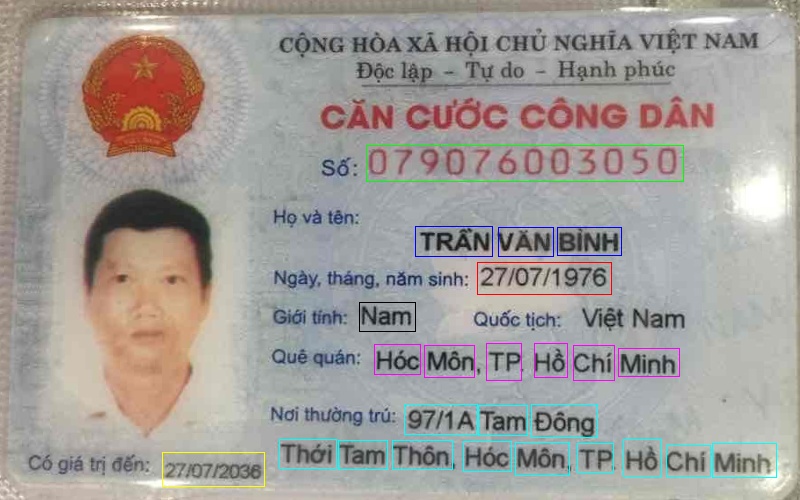 CỘNG HÒA XÃ HỘI CHỦ NGHĨA VIỆT NAM
Độc lập - Tự do - Hạnh phúc
CĂN CƯỚC CÔNG DÂN
Số: 079076003050
Họ và tên:
TRẦN VĂN BÌNH
Ngày, tháng, năm sinh: 27/07/1976
Giới tính: Nam Quốc tịch: Việt Nam
Quê quán: Hóc Môn, TP. Hồ Chí Minh
Nơi thường trú: 97/1A Tam Đông
Thới Tam Thôn, Hóc Môn, TP. Hồ Chí Minh
Có giá trị đến: 27/07/2036